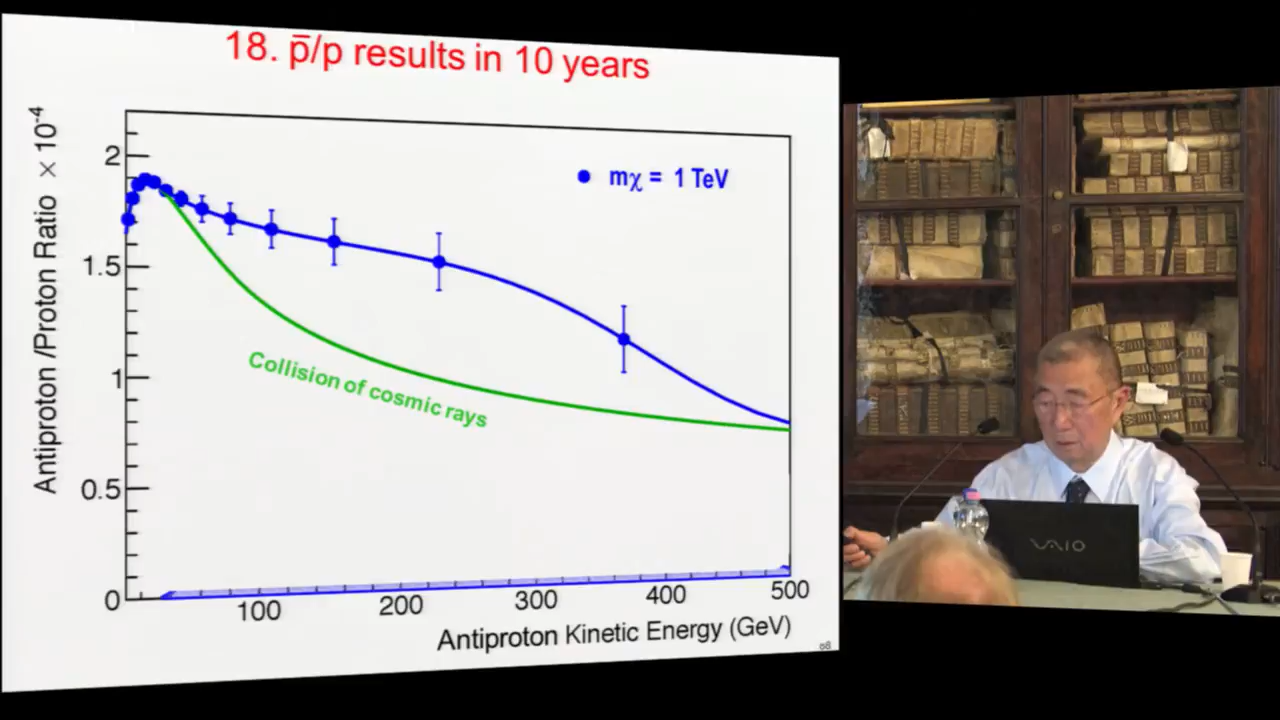 18. p̄/p results in 10 years
Antiproton /Proton Ratio × 10⁻⁴
2
1.5
1
0.5
0
mχ = 1 TeV
Collision of cosmic rays
100 200 300 400 500
Antiproton Kinetic Energy (GeV)
VAIO